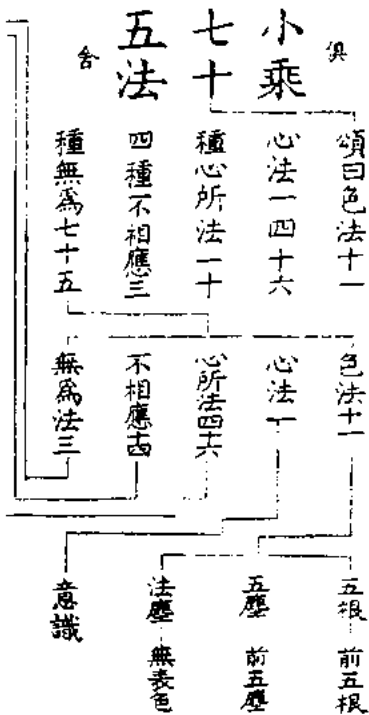 俱
小乘
七十
五法
舍
頌曰色法十一
心法一四十六
種心所法一十
四種不相應三
種無爲七十五
色法十一
心法一
心所法四十六
不相應十四
無爲法三
五根 前五根
五塵 前五塵
法塵 無表色
意識